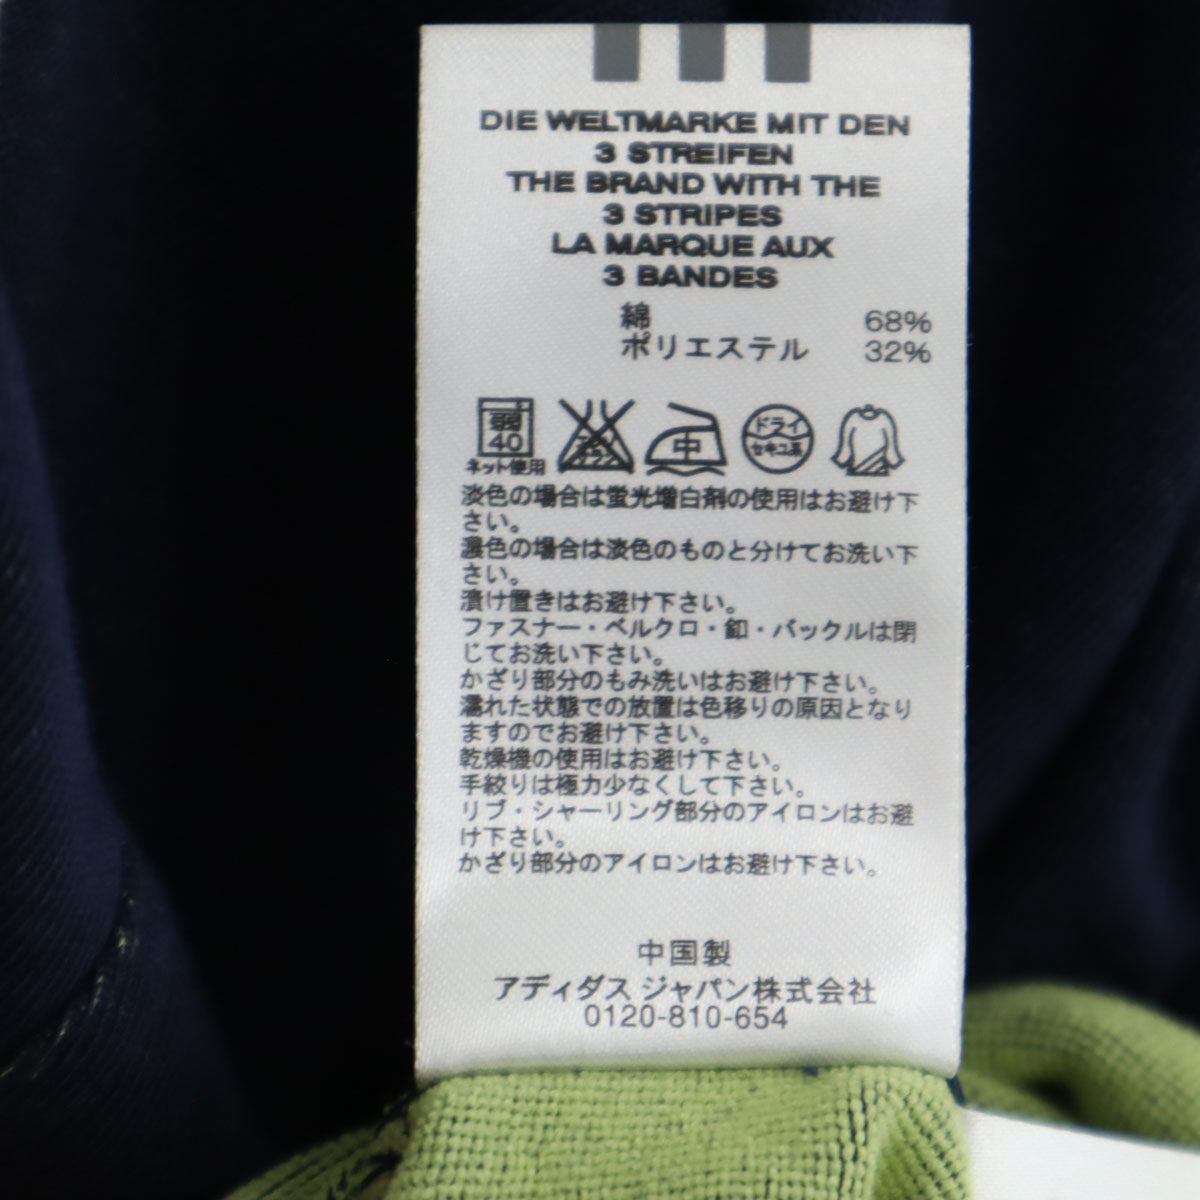 DIE WELTMARKE MIT DEN
3 STREIFEN
THE BRAND WITH THE
3 STRIPES
LA MARQUE AUX
3 BANDES
綿 68%
ポリエステル 32%
弱 中 ドライ
40 セキユ系
ネット使用
淡色の場合は蛍光増白剤の使用はお避け下
さい。
濃色の場合は淡色のものと分けてお洗い下
さい。
漬け置きはお避け下さい。
ファスナー・ベルクロ・釦・バックルは閉
じてお洗い下さい。
かざり部分のもみ洗いはお避け下さい。
濡れた状態での放置は色移りの原因となり
ますのでお避け下さい。
乾燥機の使用はお避け下さい。
手絞りは極力少なくして下さい。
リブ・シャーリング部分のアイロンはお避
け下さい。
かざり部分のアイロンはお避け下さい。
中国製
アディダス ジャパン株式会社
0120-810-654